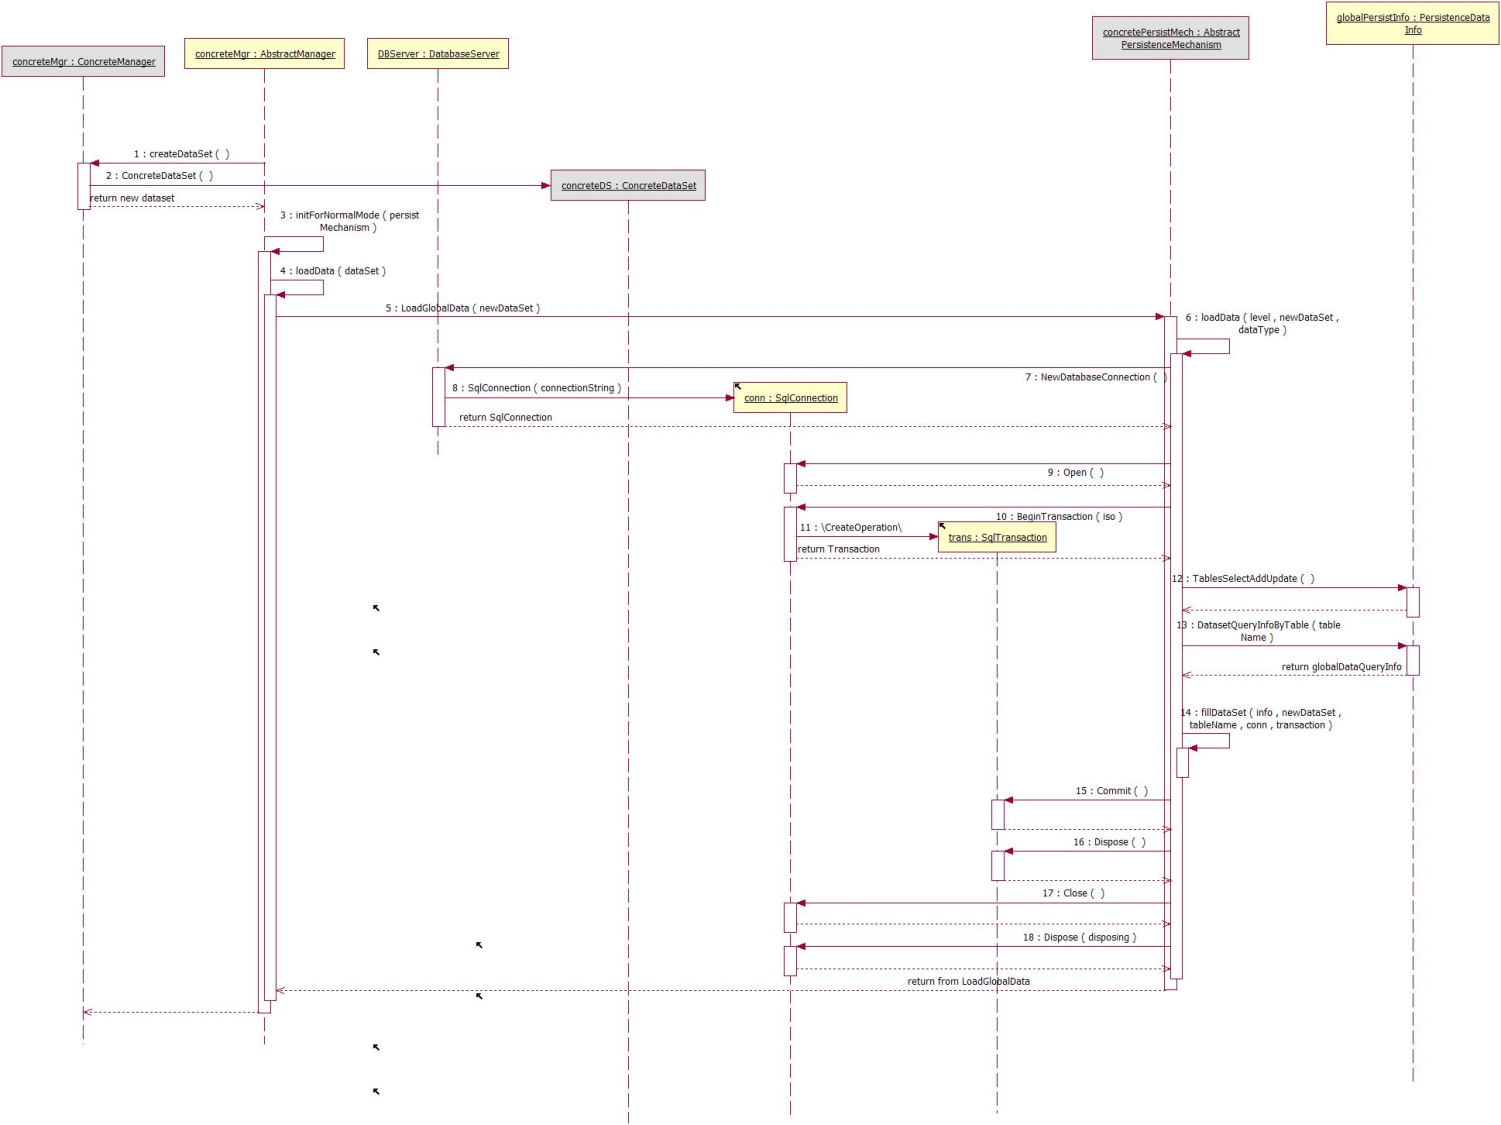 globalPersistInfo : PersistenceData
Info
concretePersistMech : Abstract
PersistenceMechanism
concreteMgr : ConcreteManager
concreteMgr : AbstractManager
DBServer : DatabaseServer
1 : createDataSet (  )
2 : ConcreteDataSet (  )
concreteDS : ConcreteDataSet
return new dataset
3 : initForNormalMode ( persist
Mechanism )
4 : loadData ( dataSet )
5 : LoadGlobalData ( newDataSet )
6 : loadData ( level , newDataSet ,
dataType )
7 : NewDatabaseConnection (  )
8 : SqlConnection ( connectionString )
conn : SqlConnection
return SqlConnection
9 : Open (  )
10 : BeginTransaction ( iso )
11 : \CreateOperation\
trans : SqlTransaction
return Transaction
12 : TablesSelectAddUpdate (  )
13 : DatasetQueryInfoByTable ( table
Name )
return globalDataQueryInfo
14 : fillDataSet ( info , newDataSet ,
tableName , conn , transaction )
15 : Commit (  )
16 : Dispose (  )
17 : Close (  )
18 : Dispose ( disposing )
return from LoadGlobalData